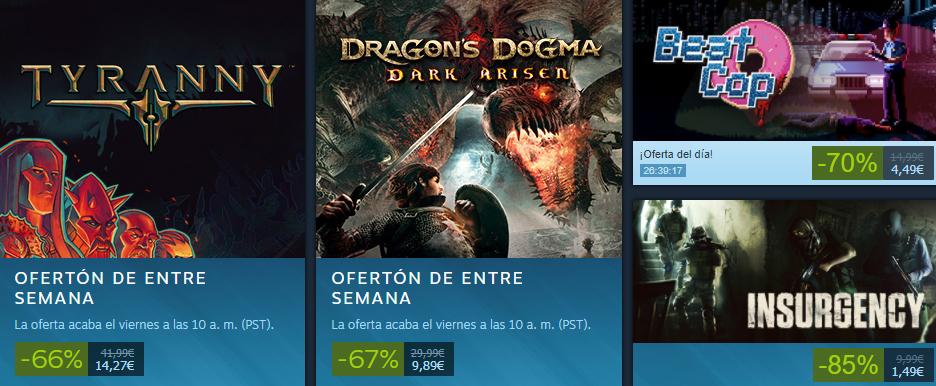 TYRANNY
OFERTÓN DE ENTRE
SEMANA
La oferta acaba el viernes a las 10 a. m. (PST).
-66%
41,99€
14,27€
DRAGON'S DOGMA
DARK ARISEN
OFERTÓN DE ENTRE
SEMANA
La oferta acaba el viernes a las 10 a. m. (PST).
-67%
29,99€
9,89€
Beat
Cop
¡Oferta del día!
26:39:17
-70%
14,99€
4,49€
INSURGENCY
-85%
9,99€
1,49€